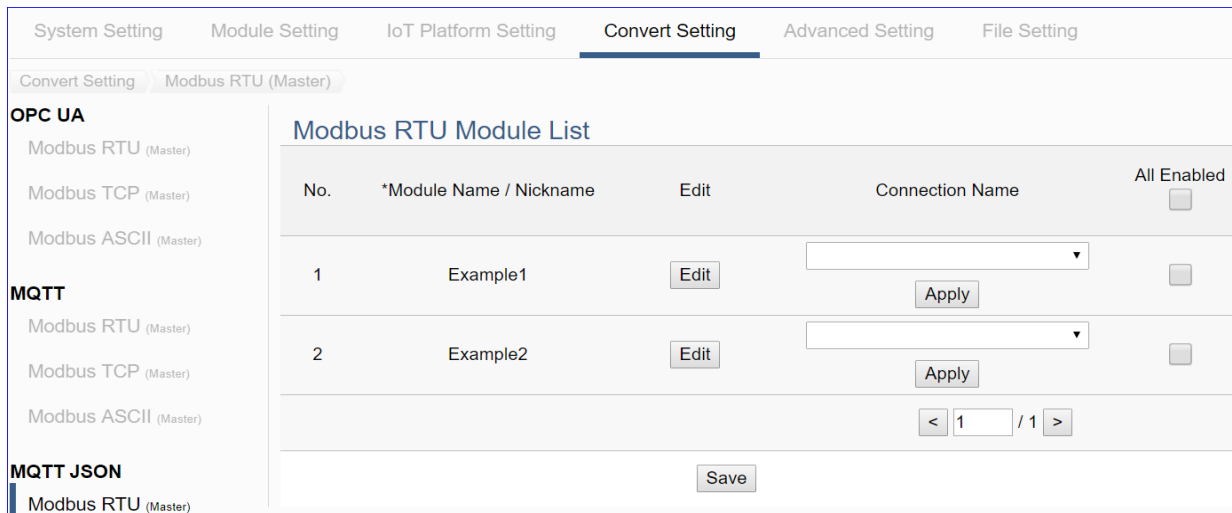 System Setting Module Setting IoT Platform Setting Convert Setting Advanced Setting File Setting
Convert Setting Modbus RTU (Master)
OPC UA
Modbus RTU (Master)
Modbus TCP (Master)
Modbus ASCII (Master)
MQTT
Modbus RTU (Master)
Modbus TCP (Master)
Modbus ASCII (Master)
MQTT JSON
Modbus RTU (Master)
Modbus RTU Module List
No. *Module Name / Nickname Edit Connection Name All Enabled
1 Example1 Edit
Apply
2 Example2 Edit
Apply
< 1 / 1 >
Save